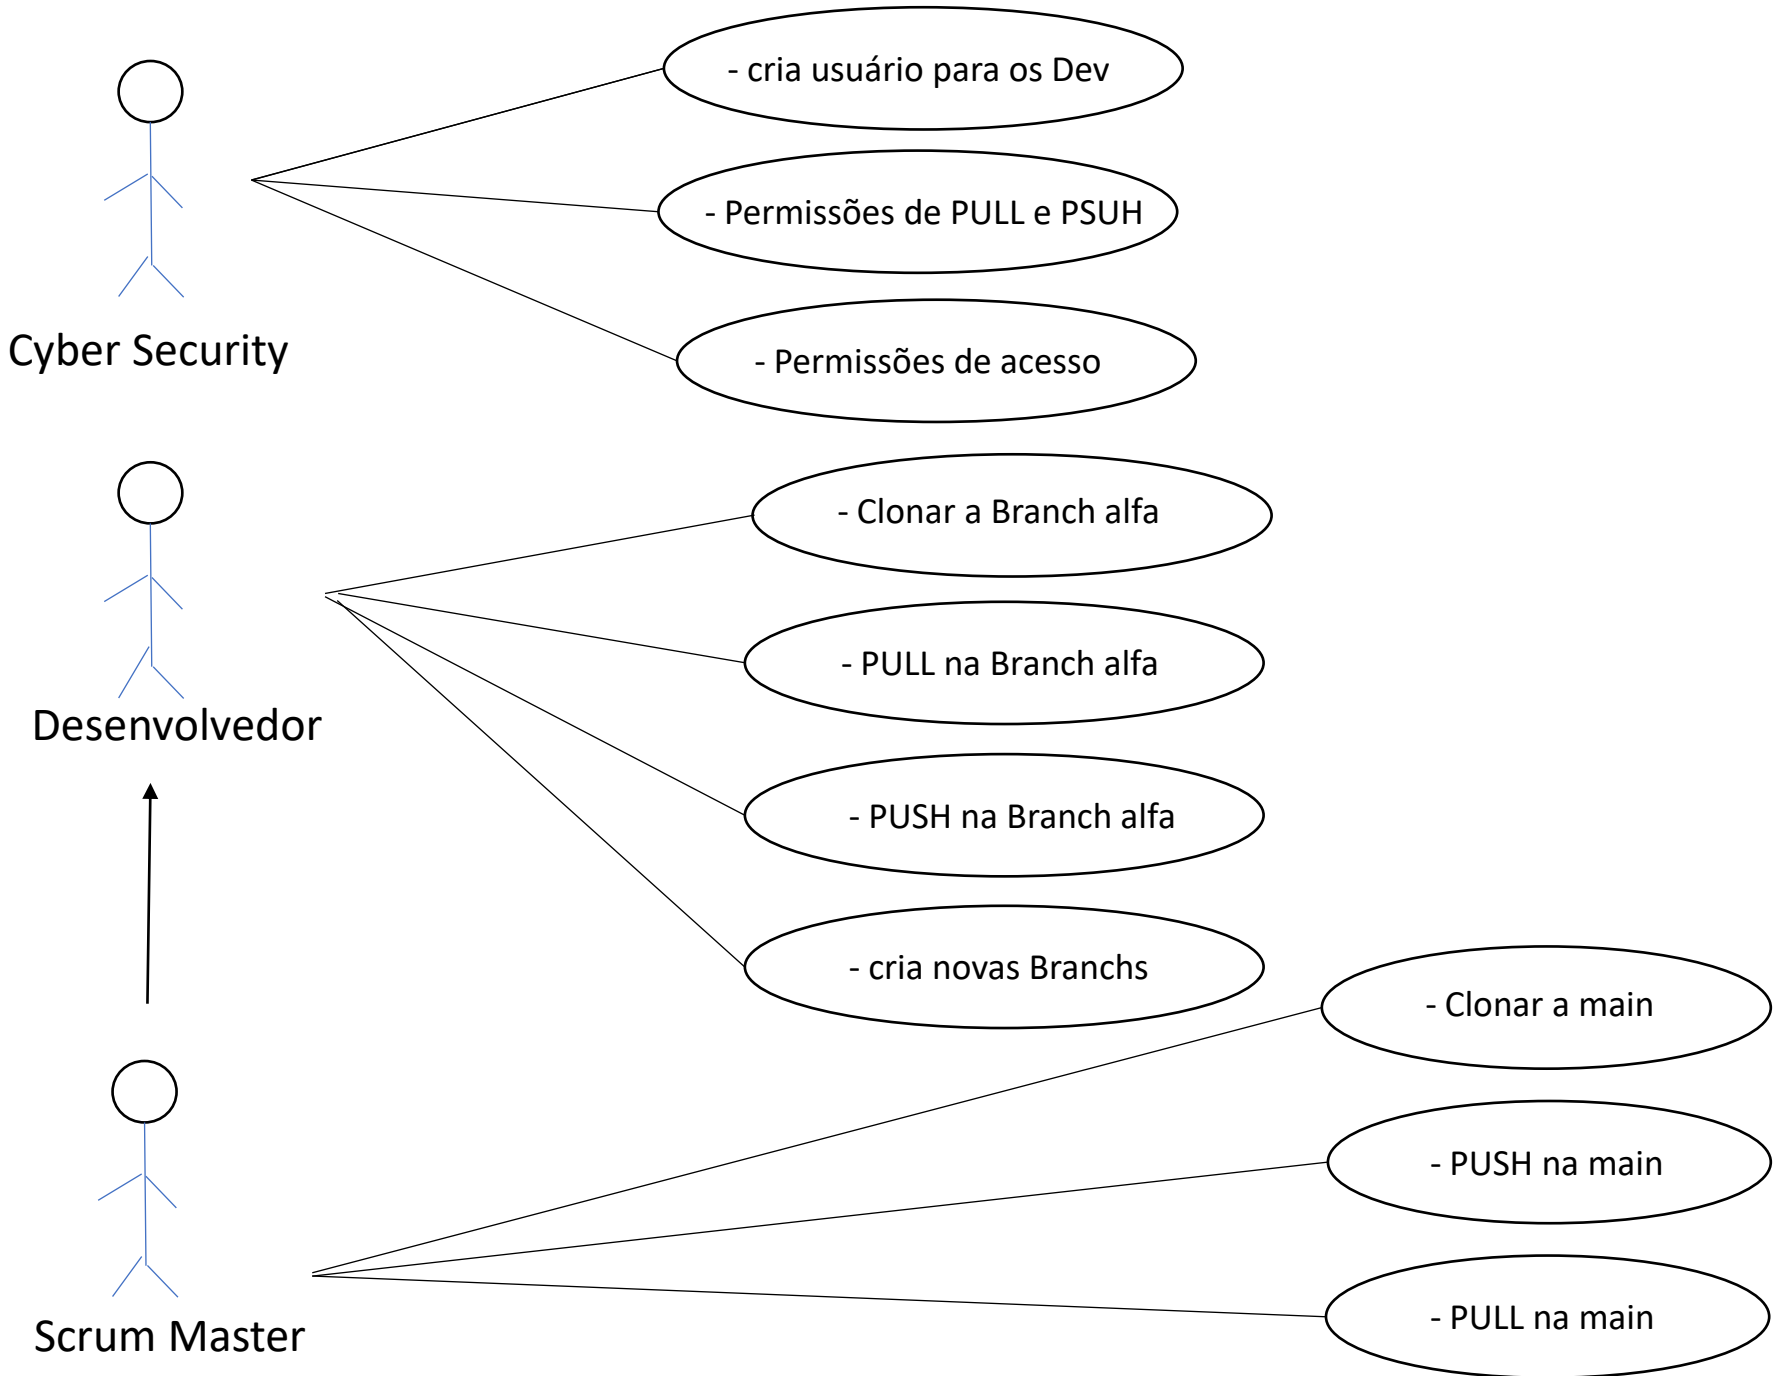 - cria usuário para os Dev
- Permissões de PULL e PSUH
- Permissões de acesso
Cyber Security
- Clonar a Branch alfa
- PULL na Branch alfa
- PUSH na Branch alfa
- cria novas Branchs
Desenvolvedor
- Clonar a main
- PUSH na main
- PULL na main
Scrum Master